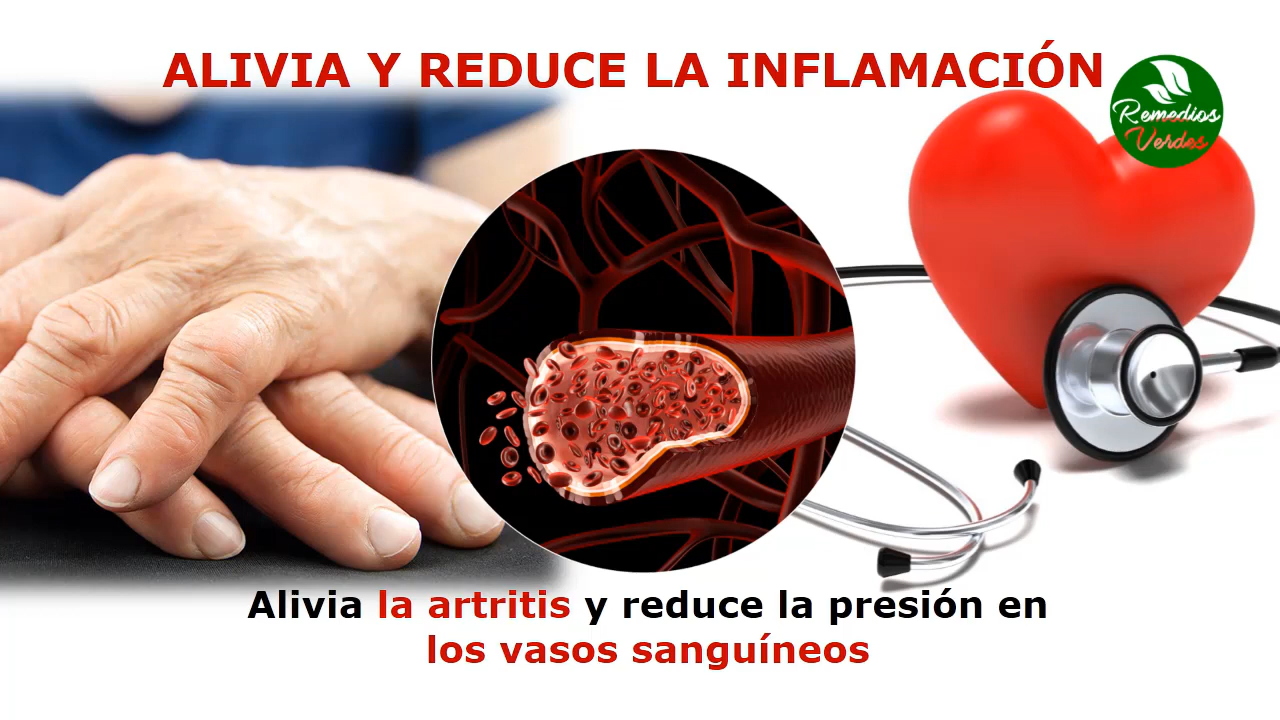 ALIVIA Y REDUCE LA INFLAMACIÓN
Remedios
Verdes
Alivia la artritis y reduce la presión en
los vasos sanguíneos